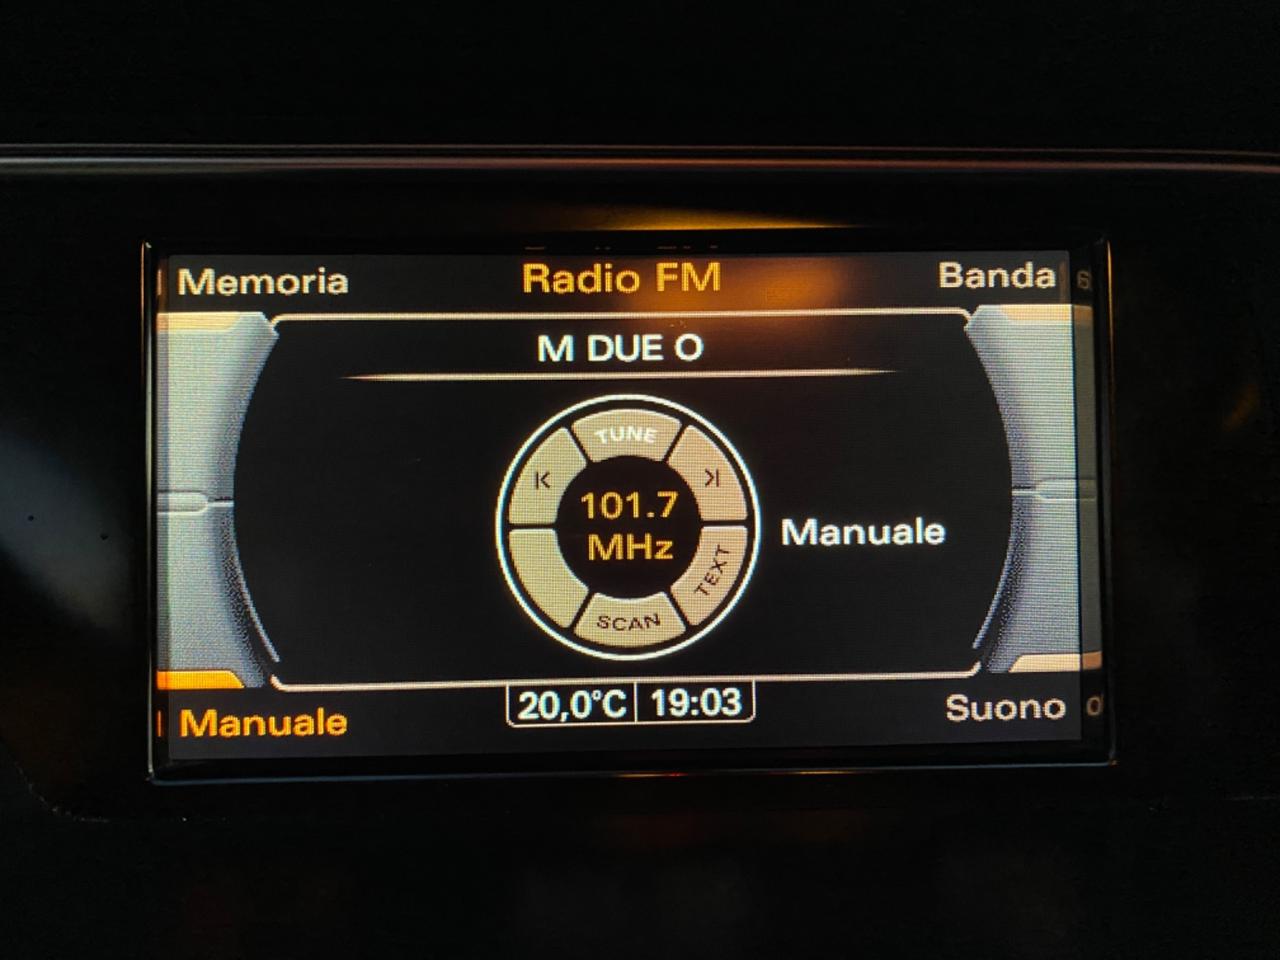 Memoria
Radio FM
Banda
M DUE O
TUNE
101.7
MHz
Manuale
TEXT
SCAN
20,0°C
19:03
Manuale
Suono